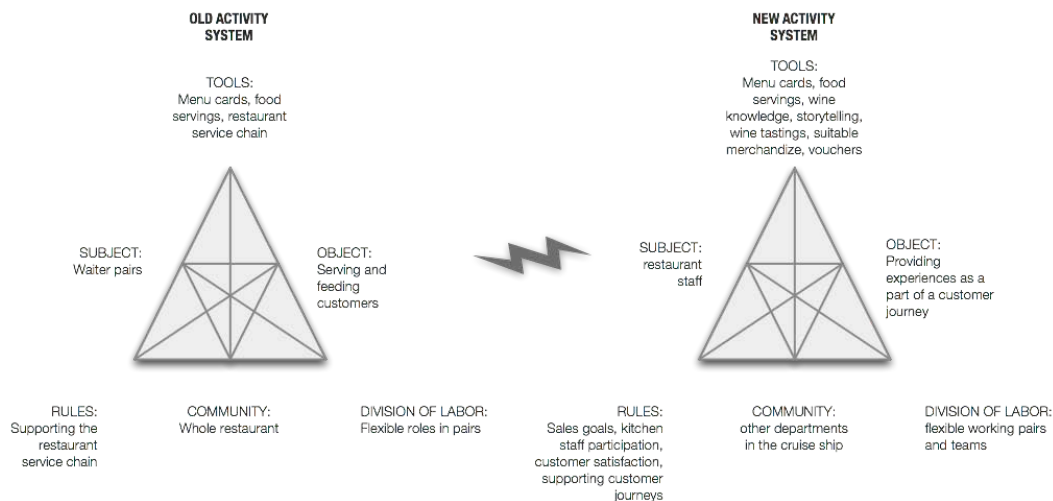 OLD ACTIVITY
SYSTEM
TOOLS:
Menu cards, food
servings, restaurant
service chain
SUBJECT:
Waiter pairs
OBJECT:
Serving and
feeding
customers
RULES:
Supporting the
restaurant
service chain
COMMUNITY:
Whole restaurant
DIVISION OF LABOR:
Flexible roles in pairs
NEW ACTIVITY
SYSTEM
TOOLS:
Menu cards, food
servings, wine
knowledge, storytelling,
wine tastings, suitable
merchandize, vouchers
SUBJECT:
restaurant
staff
OBJECT:
Providing
experiences as a
part of a customer
journey
RULES:
Sales goals, kitchen
staff participation,
customer satisfaction,
supporting customer
journeys
COMMUNITY:
other departments
in the cruise ship
DIVISION OF LABOR:
flexible working pairs
and teams